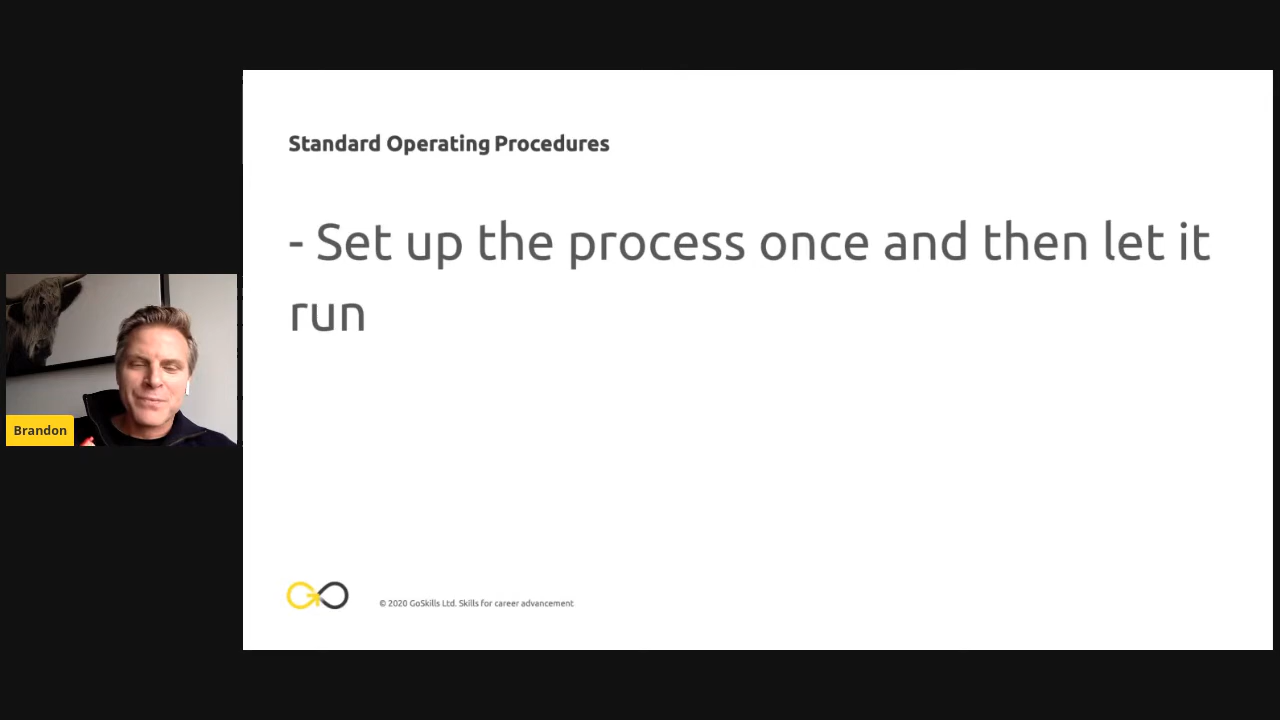 Standard Operating Procedures
- Set up the process once and then let it
run
Brandon
© 2020 GoSkills Ltd. Skills for career advancement